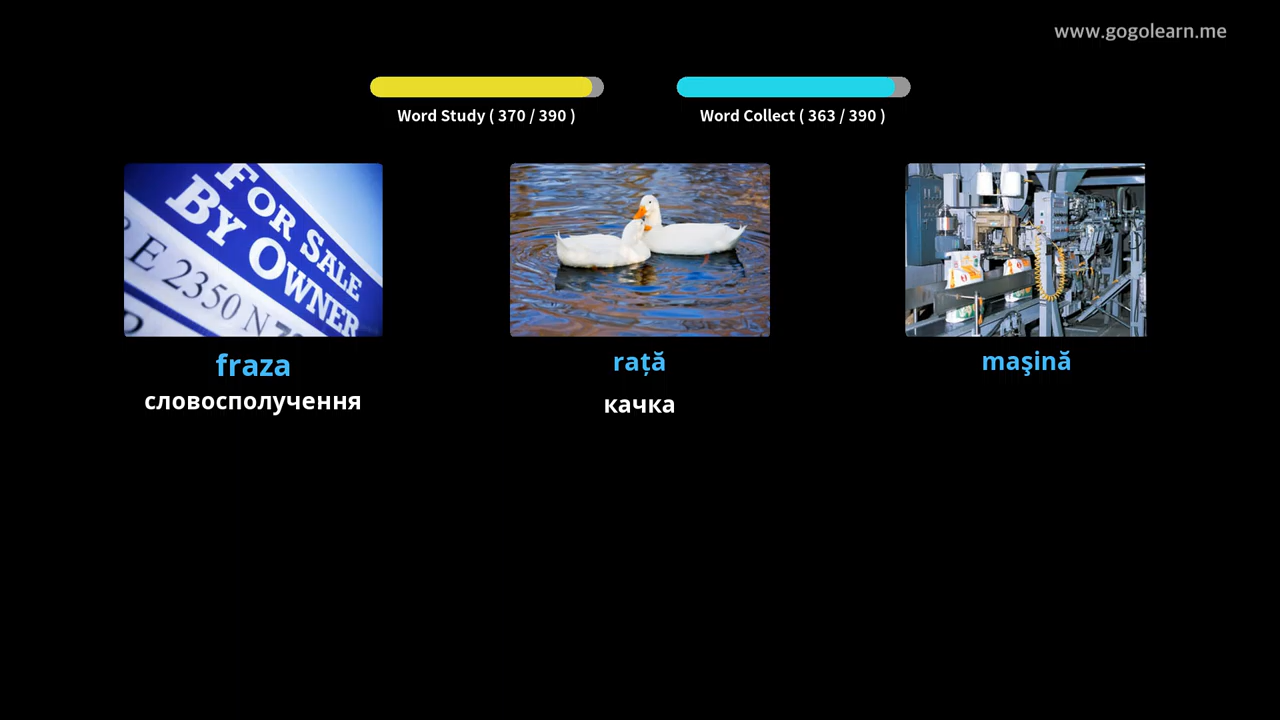 www.gogolearn.me
Word Study ( 370 / 390 )
Word Collect ( 363 / 390 )
FOR SALE
BY OWNER
E 2350 N
fraza
словосполучення
rață
качка
maşină